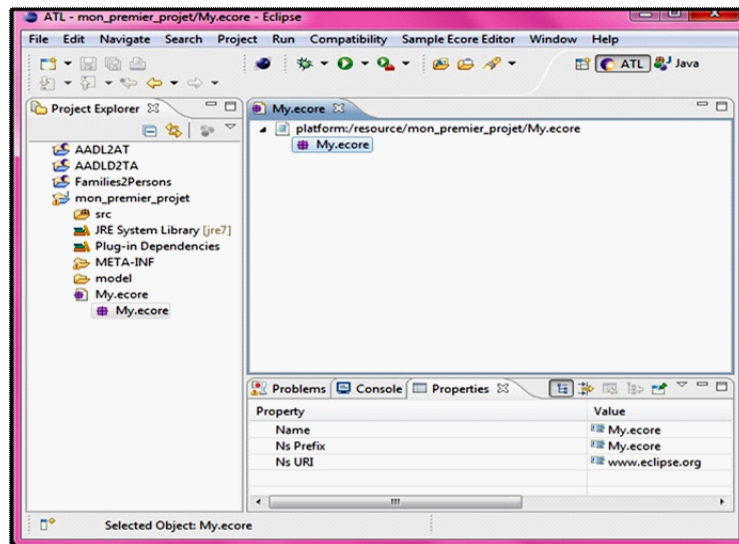 ATL - mon_premier_projet/My.ecore - Eclipse
File Edit Navigate Search Project Run Compatibility Sample Ecore Editor Window Help
ATL Java
Project Explorer
AADL2AT
AADLD2TA
Families2Persons
mon_premier_projet
src
JRE System Library [jre7]
Plug-in Dependencies
META-INF
model
My.ecore
My.ecore
My.ecore
platform:/resource/mon_premier_projet/My.ecore
My.ecore
Problems Console Properties
Property Value
Name My.ecore
Ns Prefix My.ecore
Ns URI www.eclipse.org
Selected Object: My.ecore